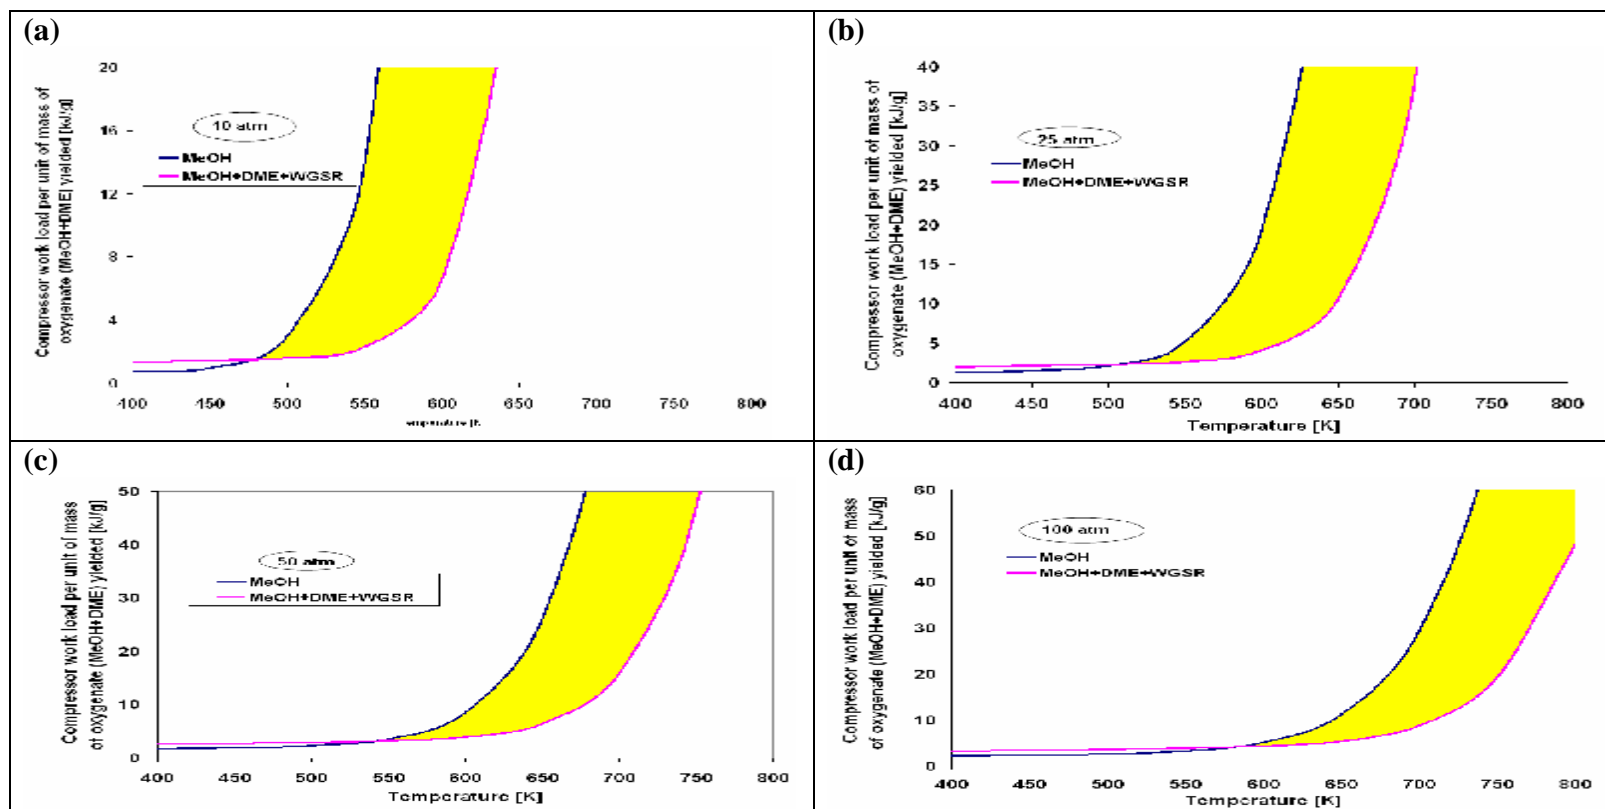 (a)
Compressor work load per unit of mass of
oxygenate (MeOH+DME) yielded [kJ/g]
20
16
12
8
4
0
10 atm
MeOH
MeOH+DME+WGSR
400 450 500 550 600 650 700 750 800
emperature [K
(b)
Compressor work load per unit of mass of
oxygenate (MeOH+DME) yielded [kJ/g]
40
35
30
25
20
15
10
5
0
25 atm
MeOH
MeOH+DME+WGSR
400 450 500 550 600 650 700 750 800
Temperature [K]
(c)
Compressor work load per unit of mass
of oxygenate (MeOH+DME) yielded [kJ/g]
50
40
30
20
10
0
50 atm
MeOH
MeOH+DME+WGSR
400 450 500 550 600 650 700 750 800
Temperature [K]
(d)
Compressor work load per unit of mass
of oxygenate (MeOH+DME) yielded [kJ/g]
60
50
40
30
20
10
0
100 atm
MeOH
MeOH+DME+WGSR
400 450 500 550 600 650 700 750 800
Temperature [K]